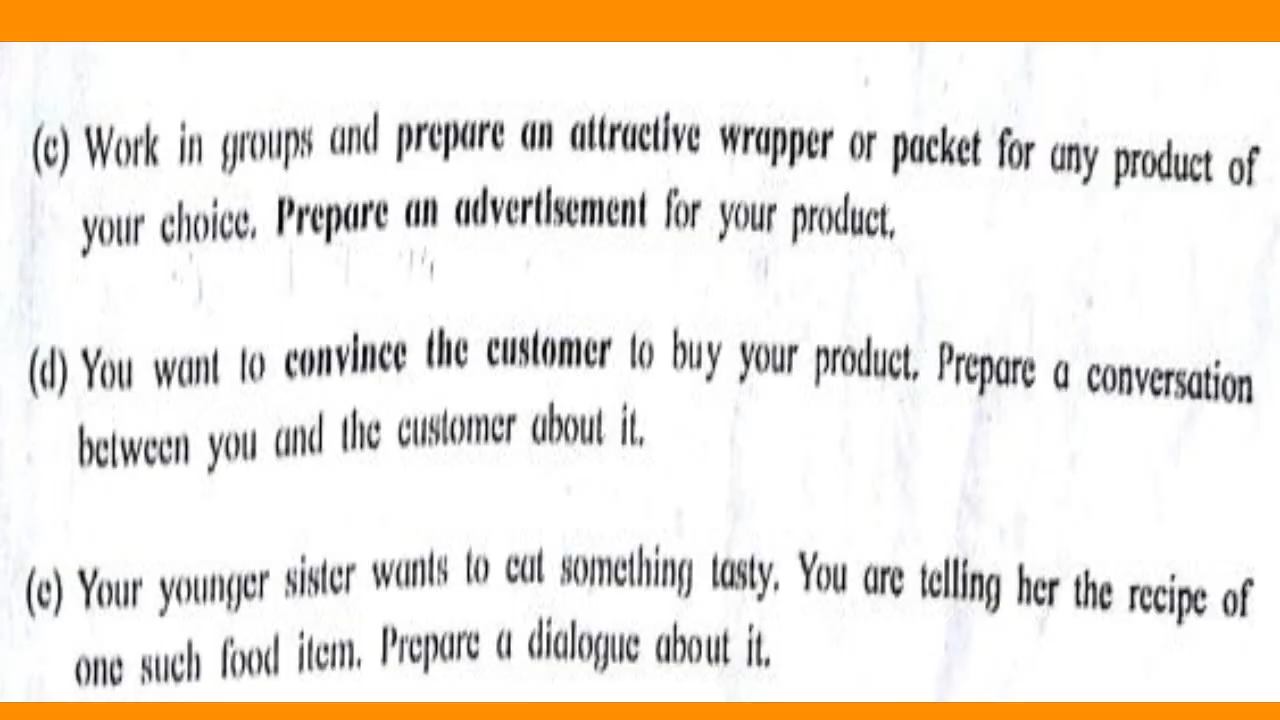 (c) Work in groups and prepare an attractive wrapper or packet for any product of
your choice. Prepare an advertisement for your product.
(d) You want to convince the customer to buy your product. Prepare a conversation
between you and the customer about it.
(e) Your younger sister wants to eat something tasty. You are telling her the recipe of
one such food item. Prepare a dialogue about it.